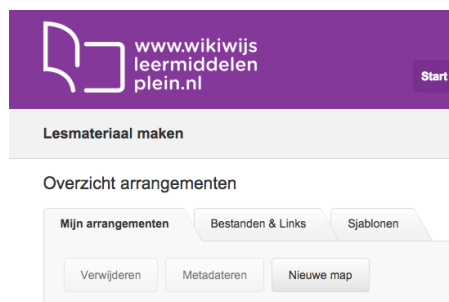 www.wikiwijs
leermiddelen
plein.nl
Start
Lesmateriaal maken
Overzicht arrangementen
Mijn arrangementen Bestanden & Links Sjablonen
Verwijderen Metadateren Nieuwe map